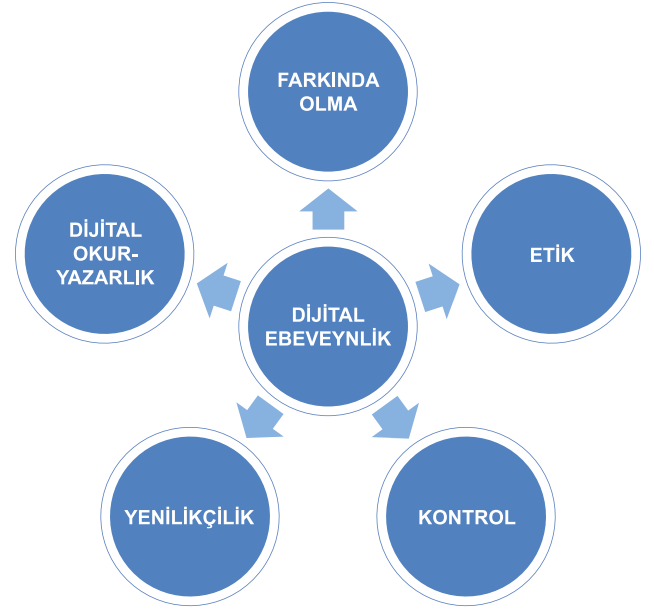 FARKINDA
OLMA
DİJİTAL
OKUR-
YAZARLIK
ETİK
DİJİTAL
EBEVEYNLİK
YENİLİKÇİLİK
KONTROL